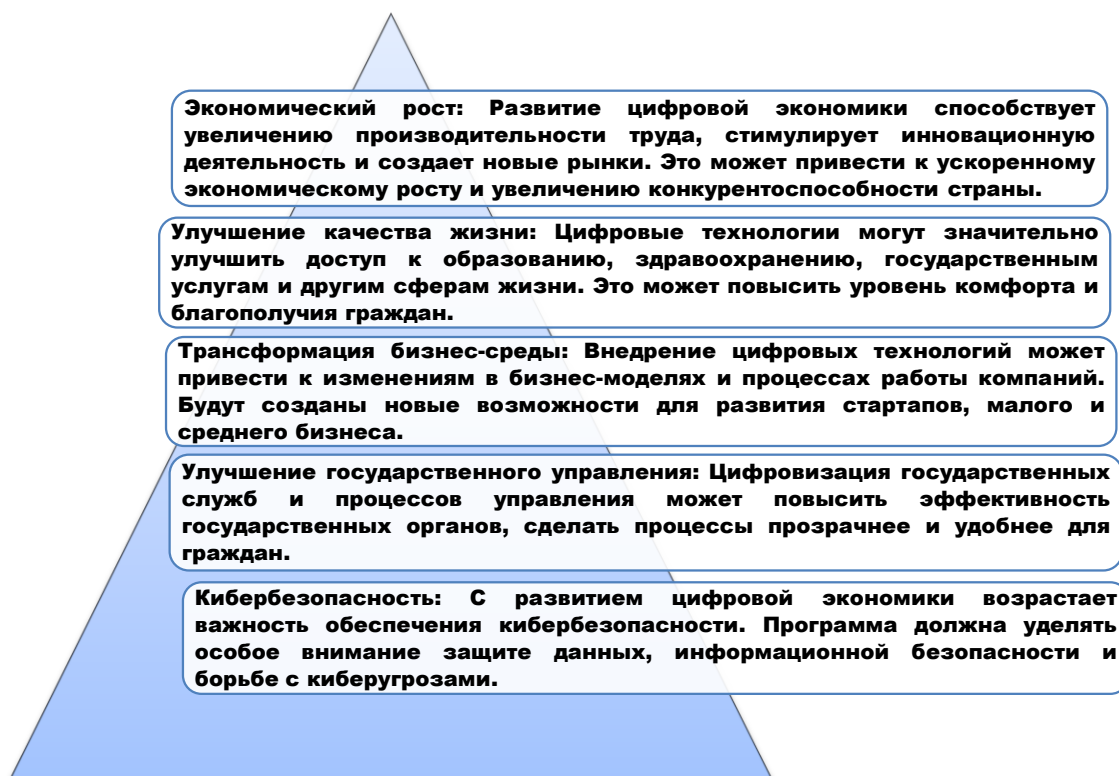 Экономический рост: Развитие цифровой экономики способствует
увеличению производительности труда, стимулирует инновационную
деятельность и создает новые рынки. Это может привести к ускоренному
экономическому росту и увеличению конкурентоспособности страны.
Улучшение качества жизни: Цифровые технологии могут значительно
улучшить доступ к образованию, здравоохранению, государственным
услугам и другим сферам жизни. Это может повысить уровень комфорта и
благополучия граждан.
Трансформация бизнес-среды: Внедрение цифровых технологий может
привести к изменениям в бизнес-моделях и процессах работы компаний.
Будут созданы новые возможности для развития стартапов, малого и
среднего бизнеса.
Улучшение государственного управления: Цифровизация государственных
служб и процессов управления может повысить эффективность
государственных органов, сделать процессы прозрачнее и удобнее для
граждан.
Кибербезопасность: С развитием цифровой экономики возрастает
важность обеспечения кибербезопасности. Программа должна уделять
особое внимание защите данных, информационной безопасности и
борьбе с киберугрозами.